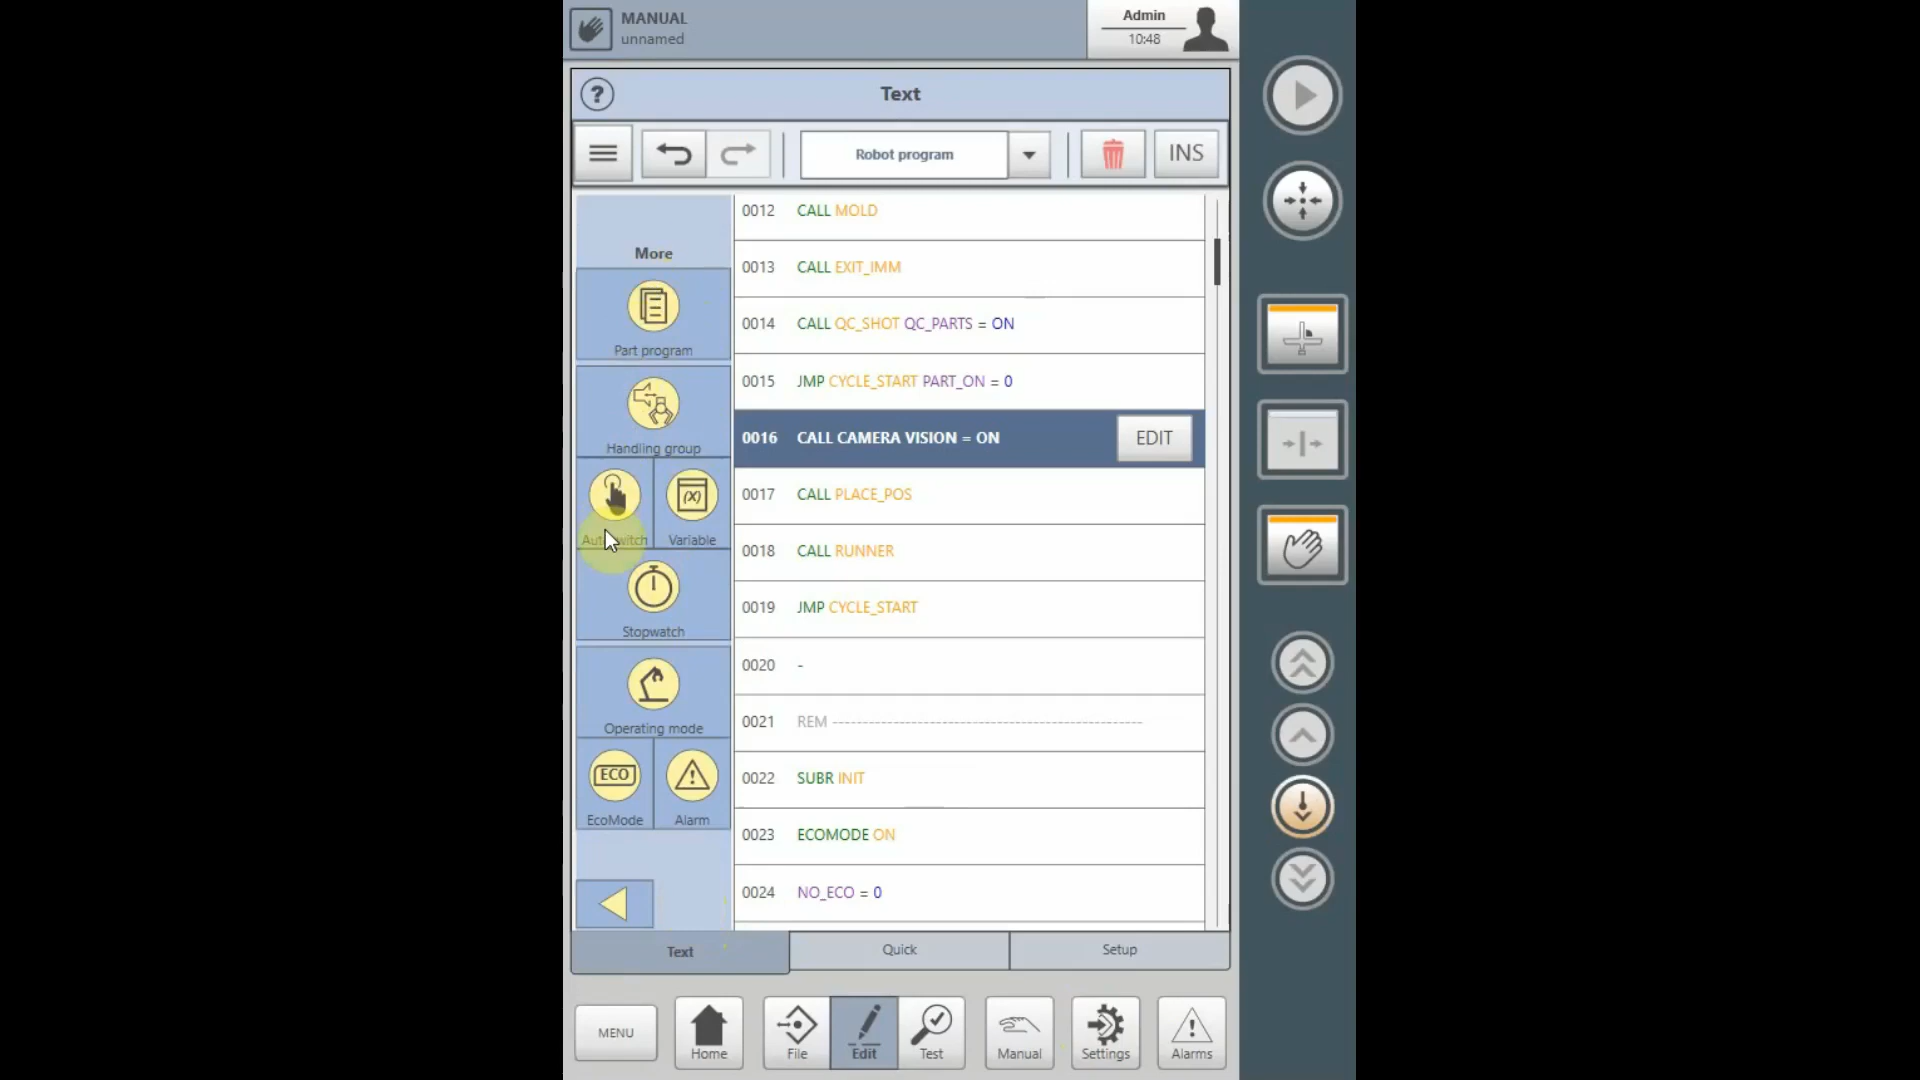 MANUAL
unnamed
Admin
10:48
?
Text
Robot program
INS
More
Part program
Handling group
Variable
(X)
Stopwatch
Operating mode
ECO
EcoMode
Alarm
0012 CALL MOLD
0013 CALL EXIT_IMM
0014 CALL QC_SHOT QC_PARTS = ON
0015 JMP CYCLE_START PART_ON = 0
0016 CALL CAMERA VISION = ON
EDIT
0017 CALL PLACE_POS
0018 CALL RUNNER
0019 JMP CYCLE_START
0020 -
0021 REM ----------------------------------------------------
0022 SUBR INIT
0023 ECOMODE ON
0024 NO_ECO = 0
Text
Quick
Setup
MENU
Home
File
Edit
Test
Manual
Settings
Alarms